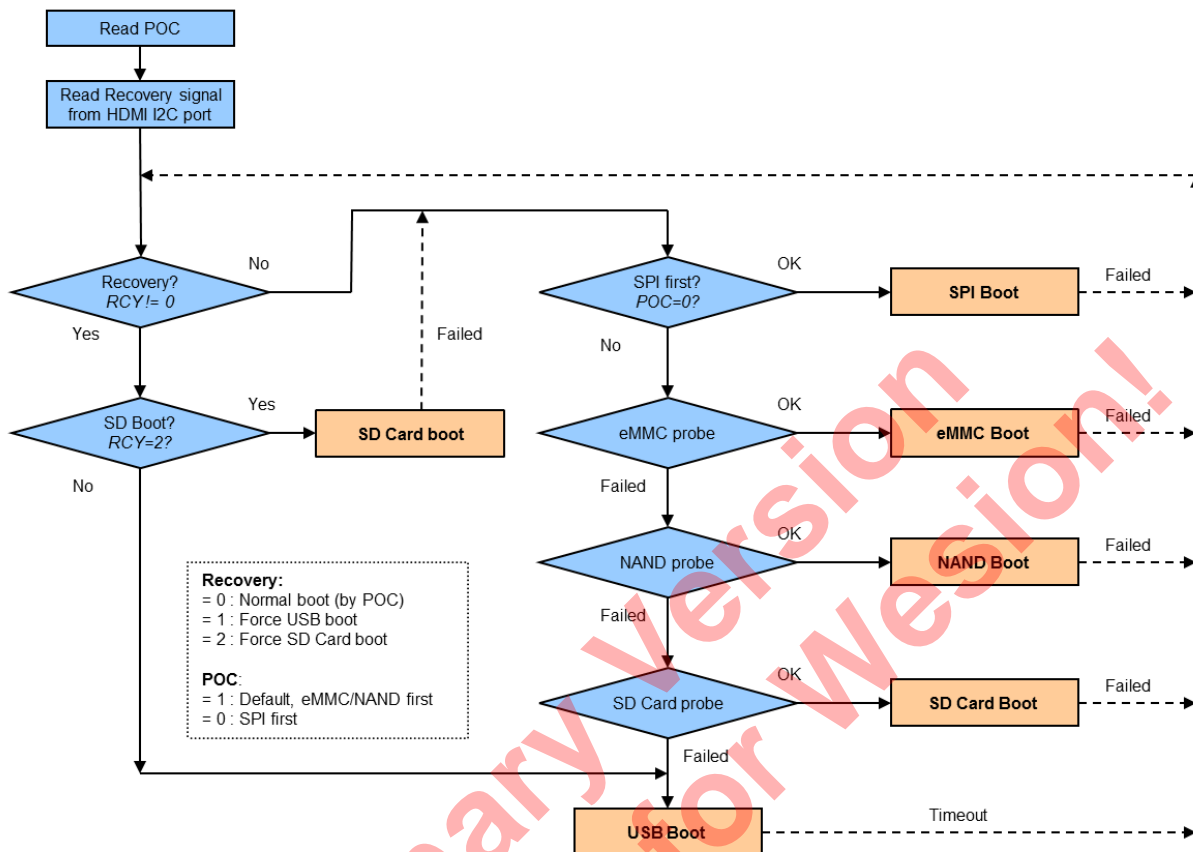 Read POC
Read Recovery signal
from HDMI I2C port
Recovery?
RCY != 0
No
Yes
SD Boot?
RCY=2?
Yes
No
SD Card boot
Failed
SPI first?
POC=0?
OK
SPI Boot
Failed
No
eMMC probe
OK
eMMC Boot
Failed
Failed
NAND probe
OK
NAND Boot
Failed
Failed
SD Card probe
OK
SD Card Boot
Failed
Failed
USB Boot
Timeout
Recovery:
= 0 : Normal boot (by POC)
= 1 : Force USB boot
= 2 : Force SD Card boot
POC:
= 1 : Default, eMMC/NAND first
= 0 : SPI first
nary Version
for Wesion!